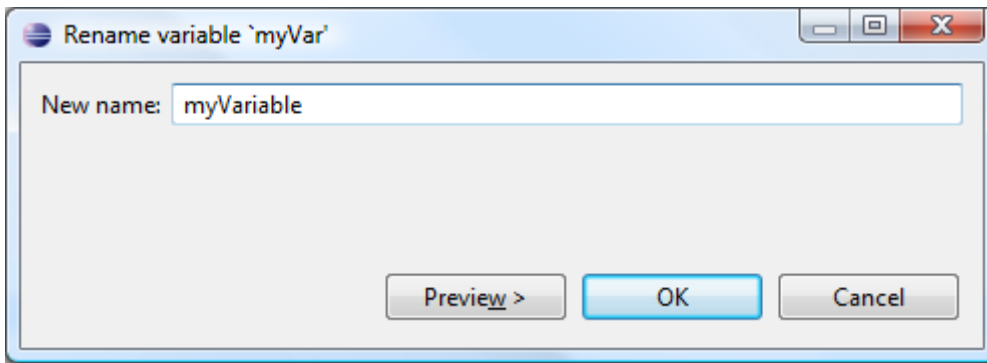 Rename variable `myVar'
New name: myVariable
Preview > OK Cancel